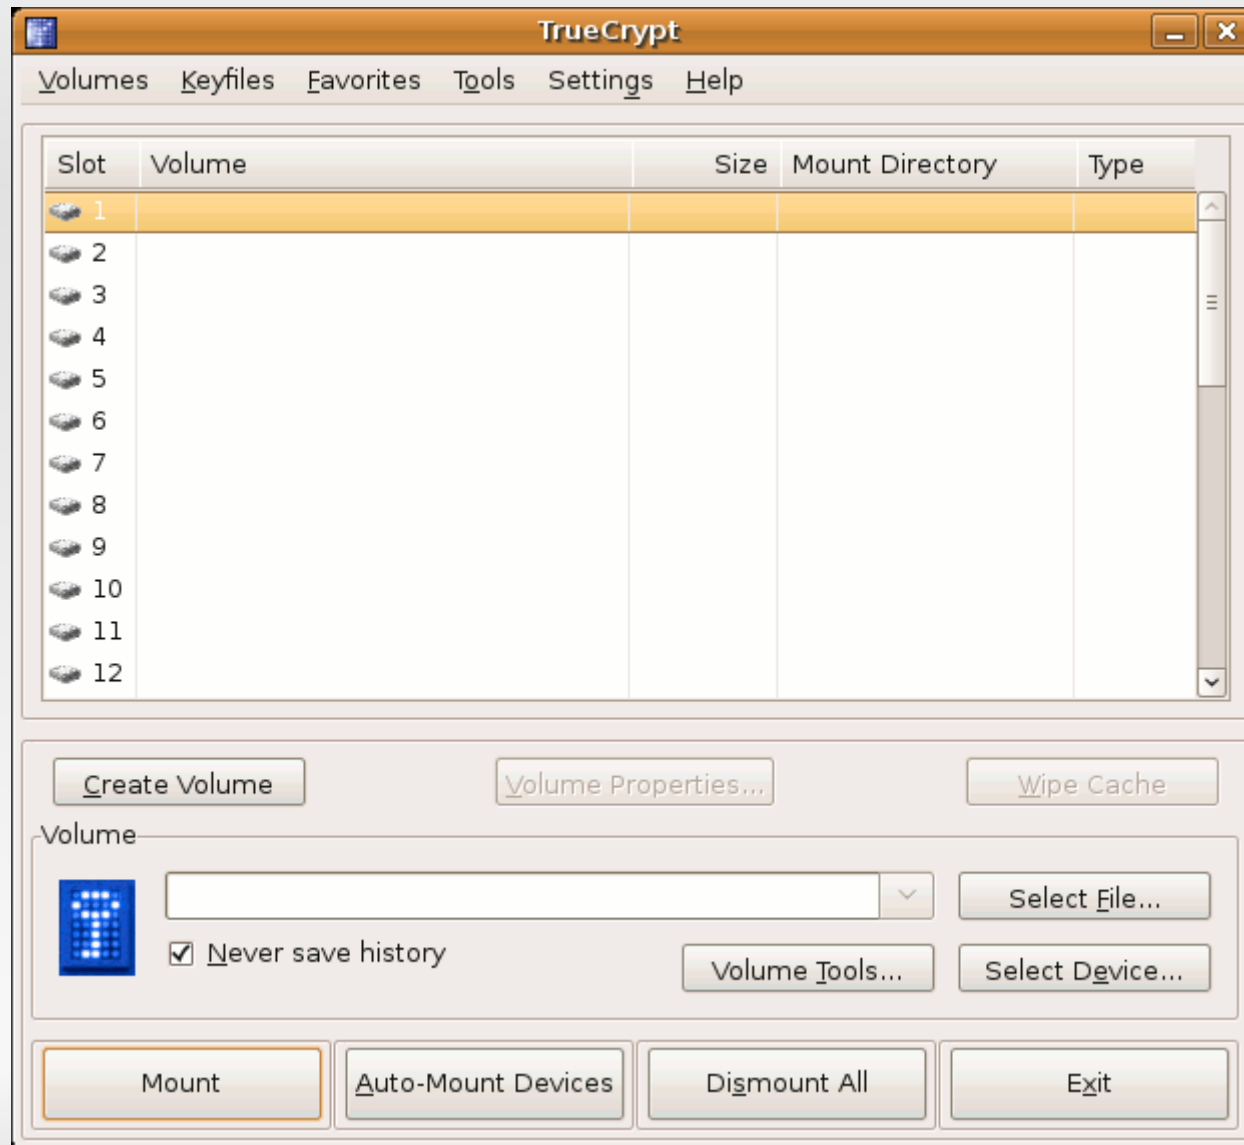 TrueCrypt
Volumes Keyfiles Favorites Tools Settings Help
Slot Volume Size Mount Directory Type
1
2
3
4
5
6
7
8
9
10
11
12
Create Volume Volume Properties... Wipe Cache
Volume
Select File...
Never save history
Volume Tools... Select Device...
Mount Auto-Mount Devices Dismount All Exit